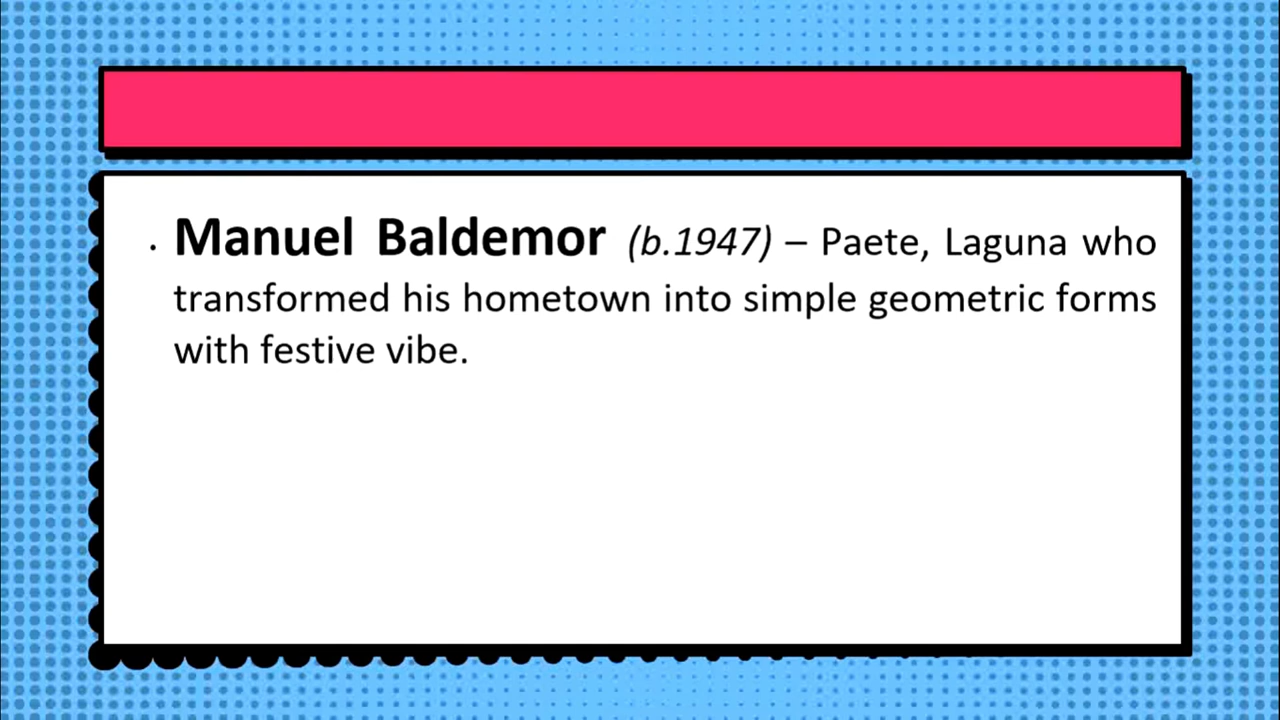 . Manuel Baldemor (b.1947) – Paete, Laguna who
transformed his hometown into simple geometric forms
with festive vibe.